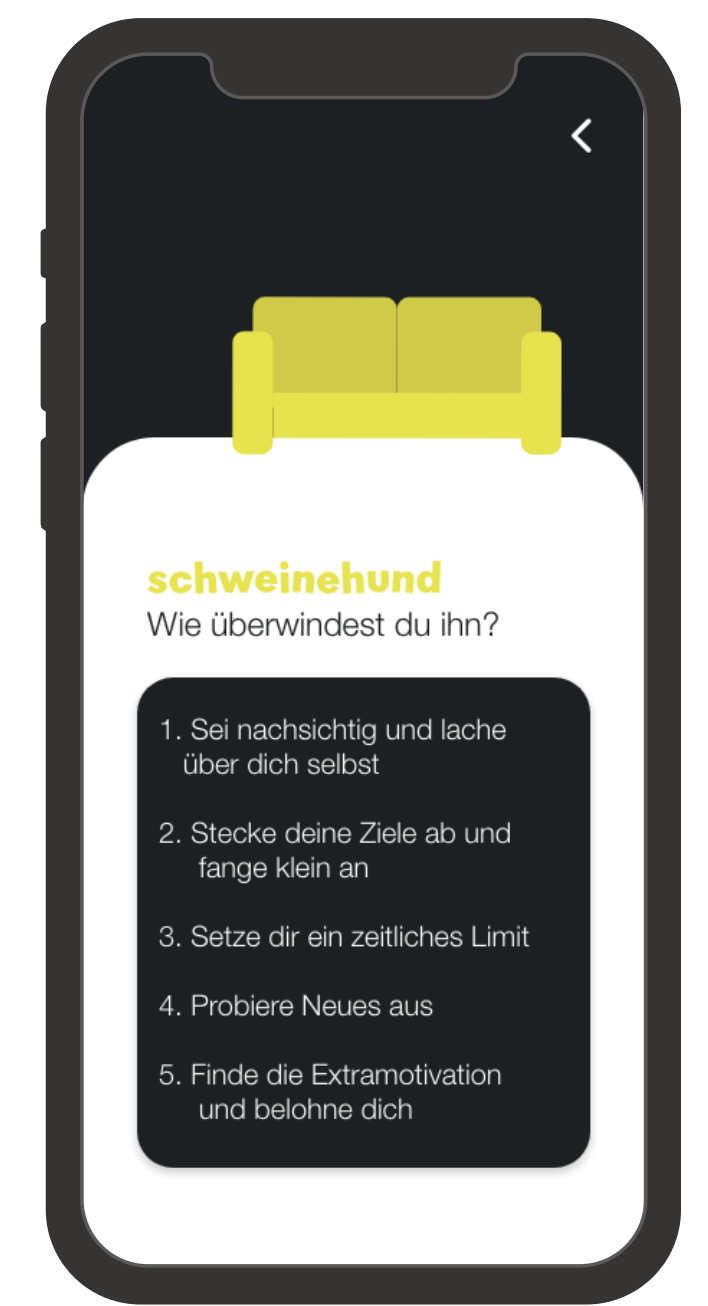 schweinehund
Wie überwindest du ihn?
1. Sei nachsichtig und lache
über dich selbst
2. Stecke deine Ziele ab und
fange klein an
3. Setze dir ein zeitliches Limit
4. Probiere Neues aus
5. Finde die Extramotivation
und belohne dich